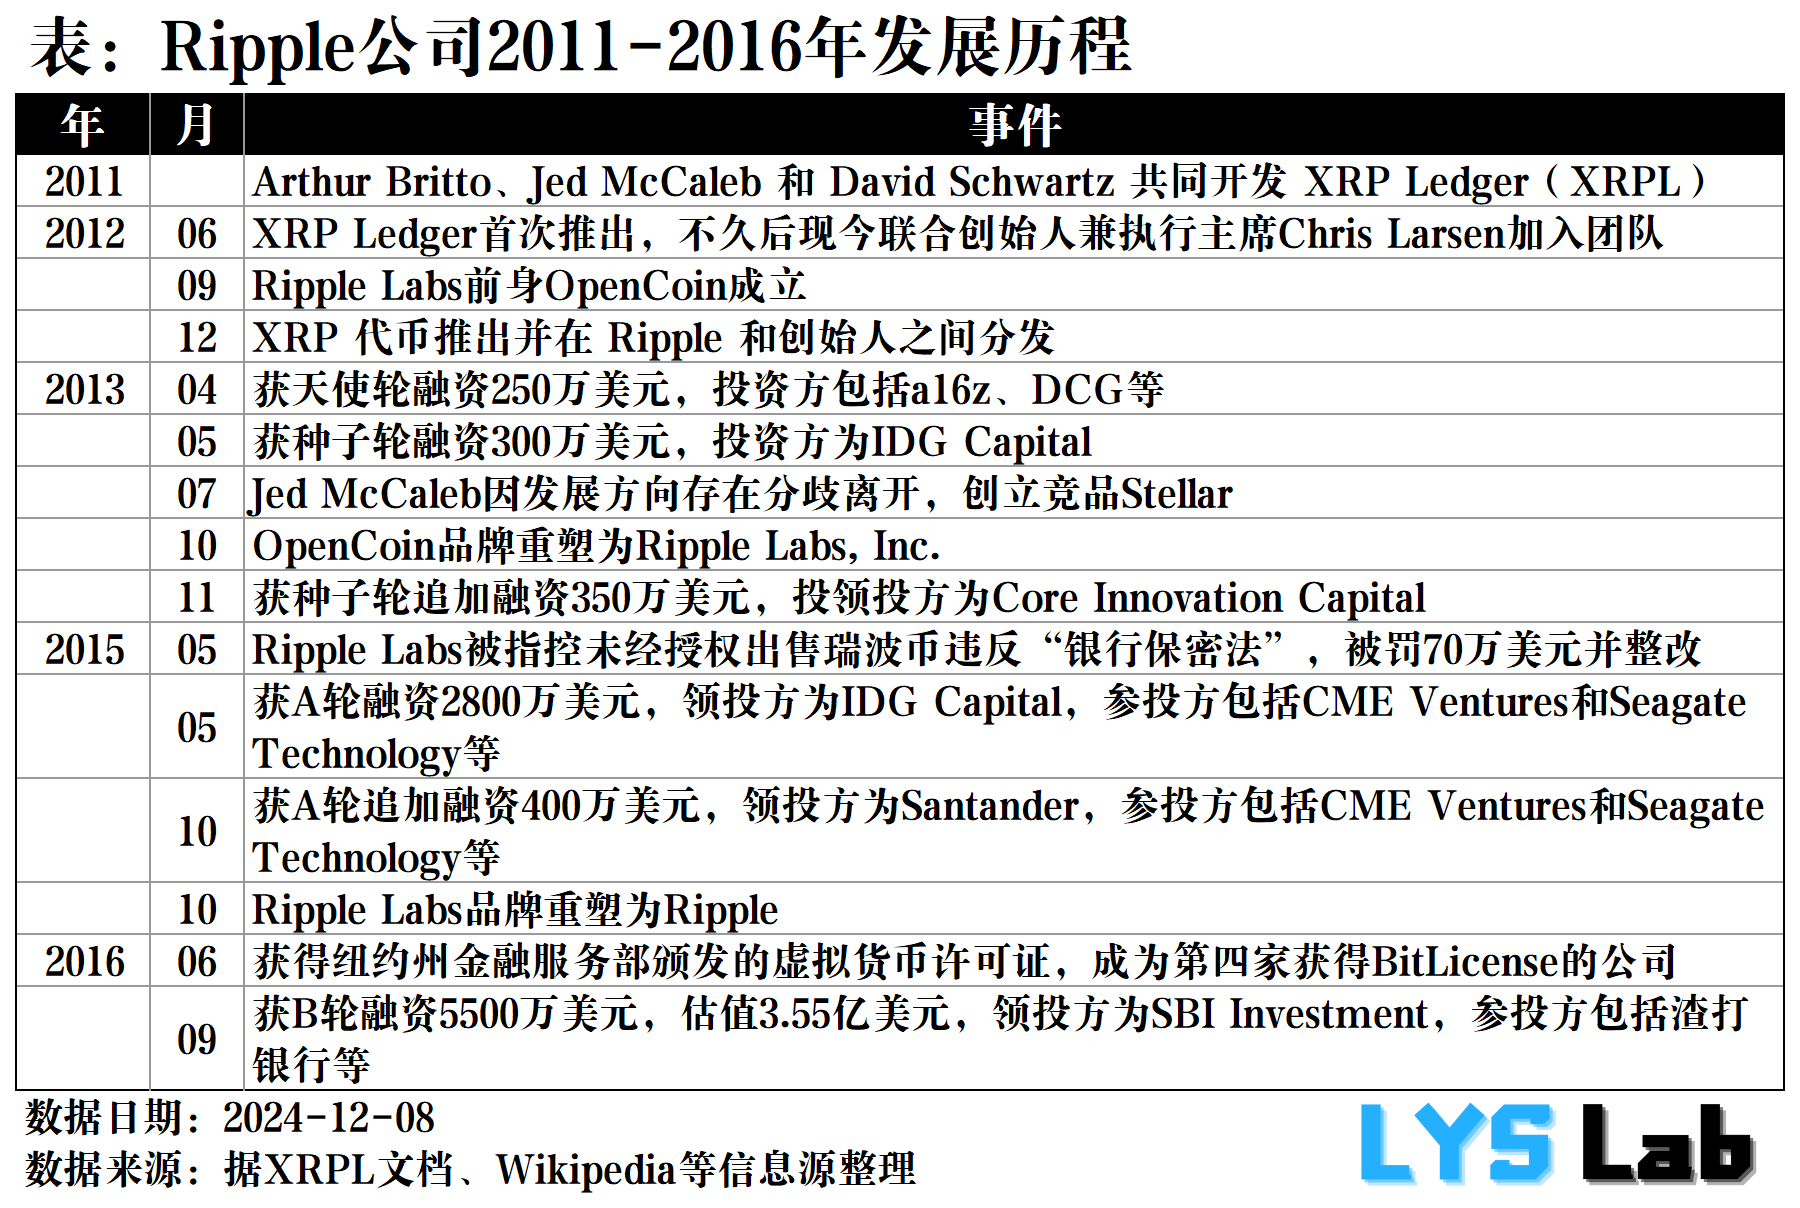 表：Ripple公司2011-2016年发展历程
年 月 事件
2011 Arthur Britto、Jed McCaleb 和 David Schwartz 共同开发 XRP Ledger（XRPL）
2012 06 XRP Ledger首次推出，不久后现今联合创始人兼执行主席Chris Larsen加入团队
09 Ripple Labs前身OpenCoin成立
12 XRP 代币推出并在 Ripple 和创始人之间分发
2013 04 获天使轮融资250万美元，投资方包括a16z、DCG等
05 获种子轮融资300万美元，投资方为IDG Capital
07 Jed McCaleb因发展方向存在分歧离开，创立竞品Stellar
10 OpenCoin品牌重塑为Ripple Labs, Inc.
11 获种子轮追加融资350万美元，投领投方为Core Innovation Capital
2015 05 Ripple Labs被指控未经授权出售瑞波币违反“银行保密法”，被罚70万美元并整改
05 获A轮融资2800万美元，领投方为IDG Capital，参投方包括CME Ventures和Seagate
Technology等
10 获A轮追加融资400万美元，领投方为Santander，参投方包括CME Ventures和Seagate
Technology等
10 Ripple Labs品牌重塑为Ripple
2016 06 获得纽约州金融服务部颁发的虚拟货币许可证，成为第四家获得BitLicense的公司
09 获B轮融资5500万美元，估值3.55亿美元，领投方为SBI Investment，参投方包括渣打
银行等
数据日期：2024-12-08
数据来源：据XRPL文档、Wikipedia等信息源整理
LYS Lab